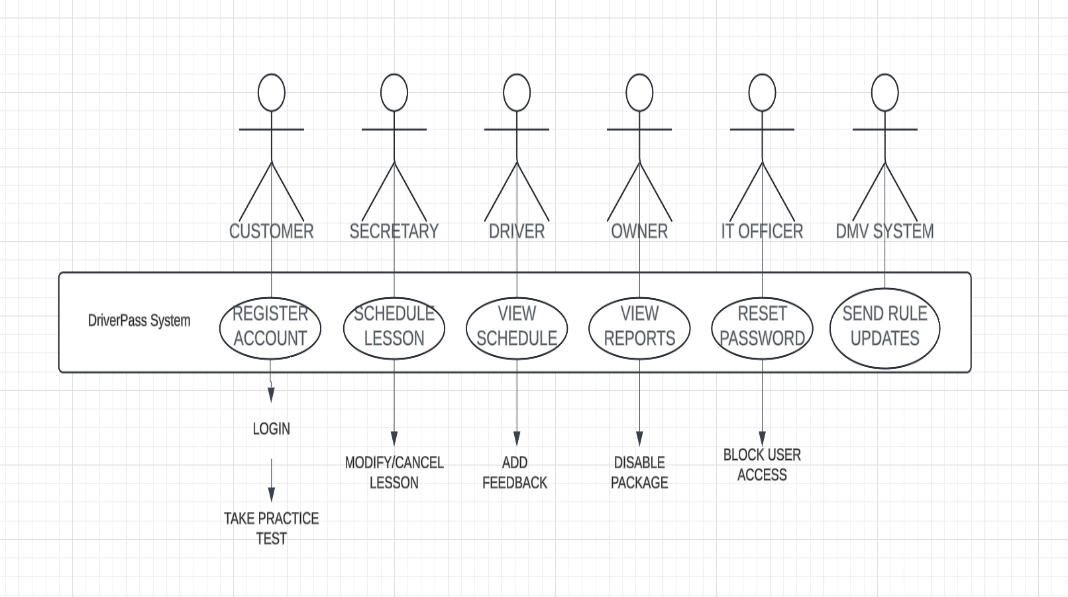 CUSTOMER
SECRETARY
DRIVER
OWNER
IT OFFICER
DMV SYSTEM
DriverPass System
REGISTER
ACCOUNT
SCHEDULE
LESSON
VIEW
SCHEDULE
VIEW
REPORTS
RESET
PASSWORD
SEND RULE
UPDATES
LOGIN
MODIFY/CANCEL
LESSON
ADD
FEEDBACK
DISABLE
PACKAGE
BLOCK USER
ACCESS
TAKE PRACTICE
TEST